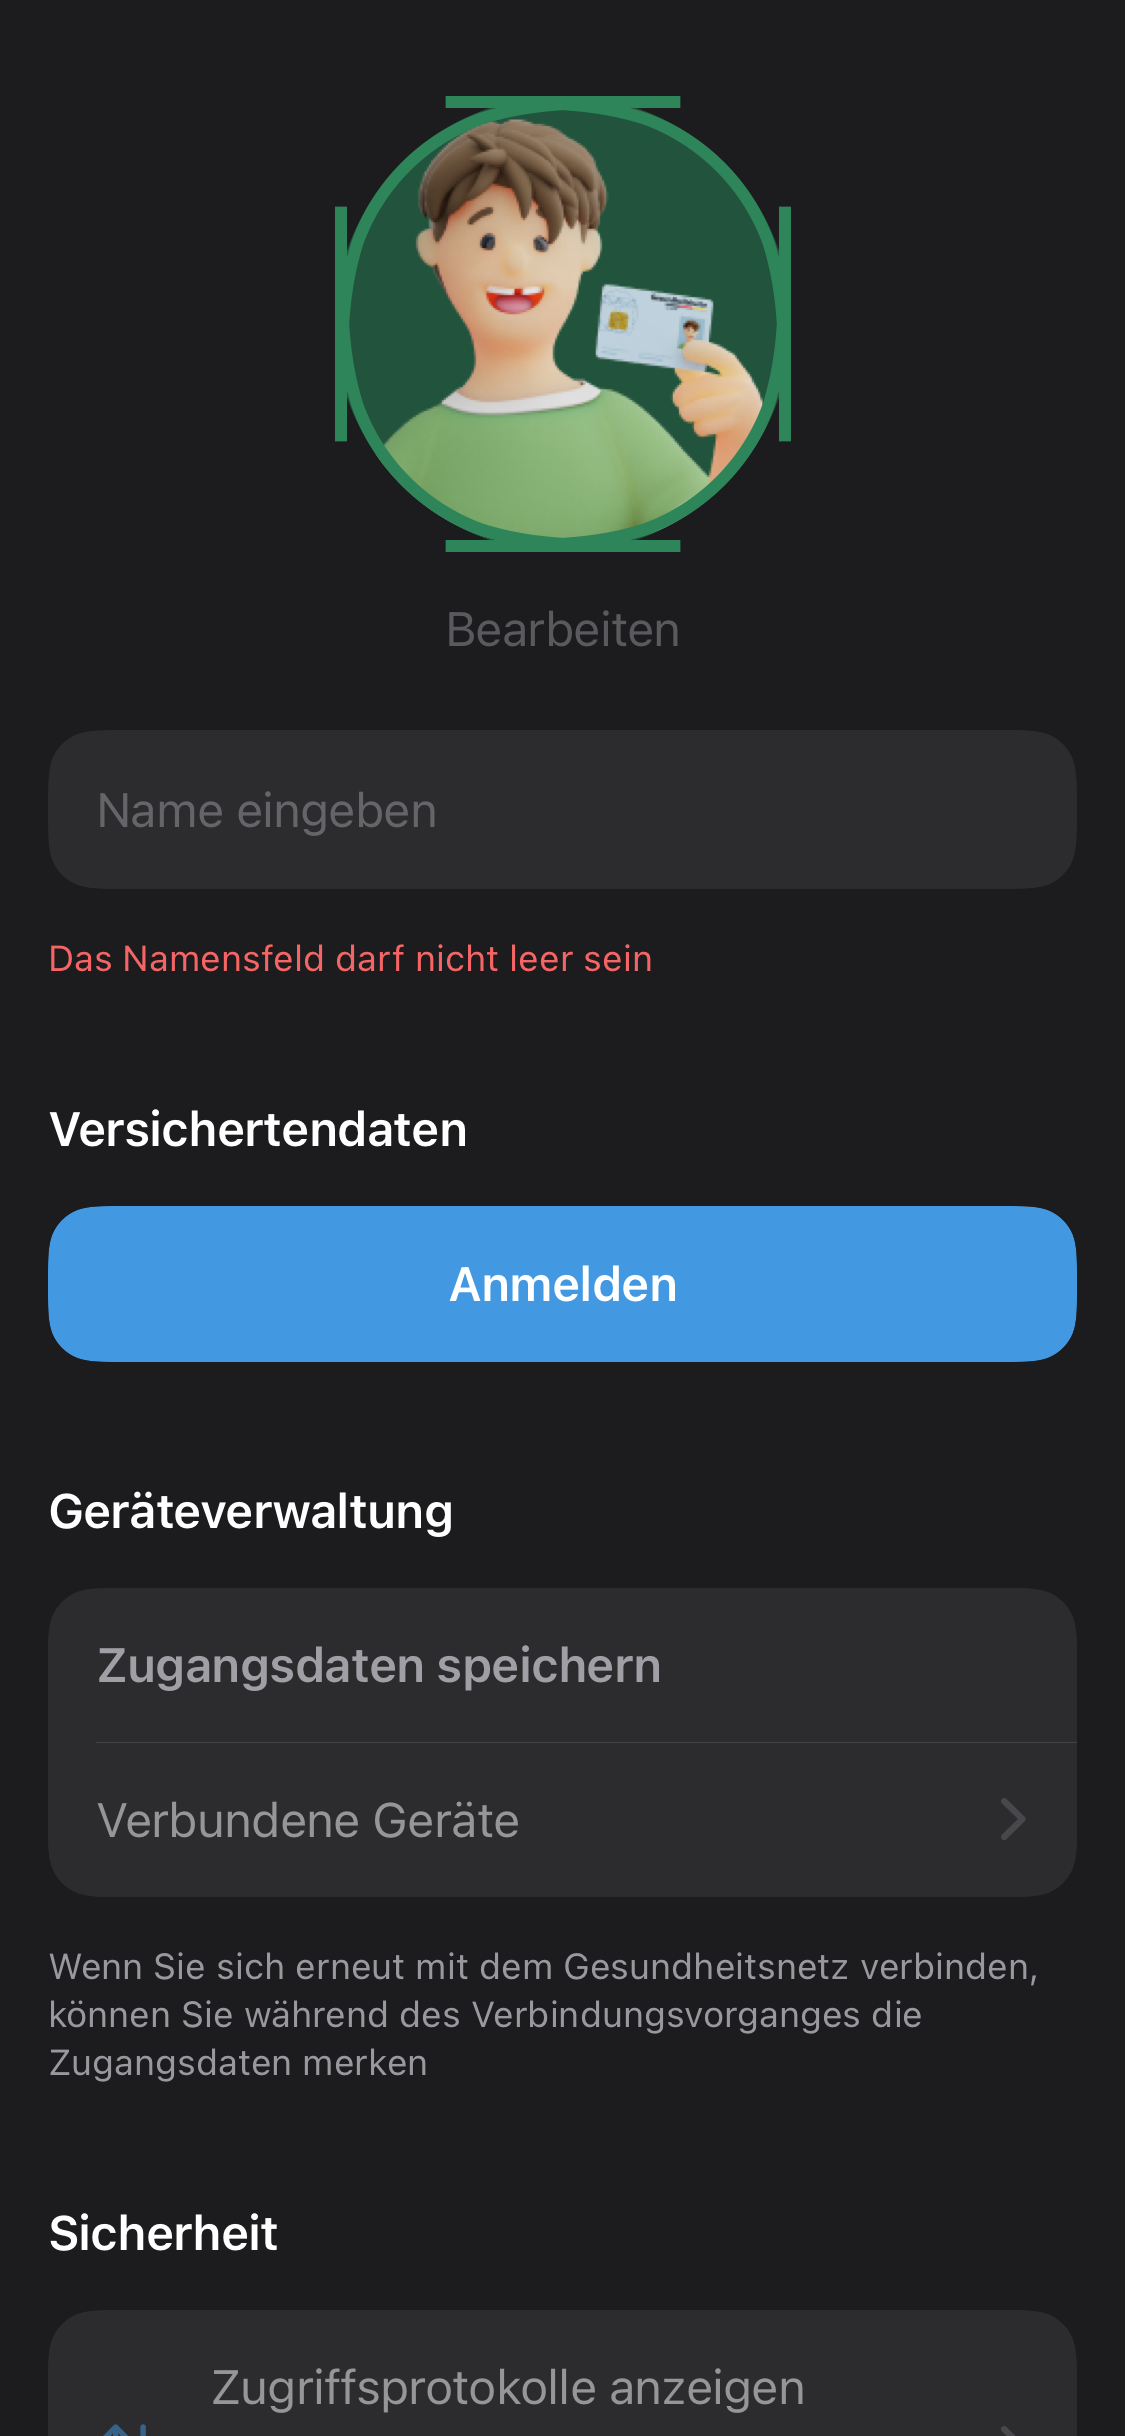 Bearbeiten
Name eingeben
Das Namensfeld darf nicht leer sein
Versichertendaten
Anmelden
Geräteverwaltung
Zugangsdaten speichern
Verbundene Geräte
Wenn Sie sich erneut mit dem Gesundheitsnetz verbinden,
können Sie während des Verbindungsvorganges die
Zugangsdaten merken
Sicherheit
Zugriffsprotokolle anzeigen